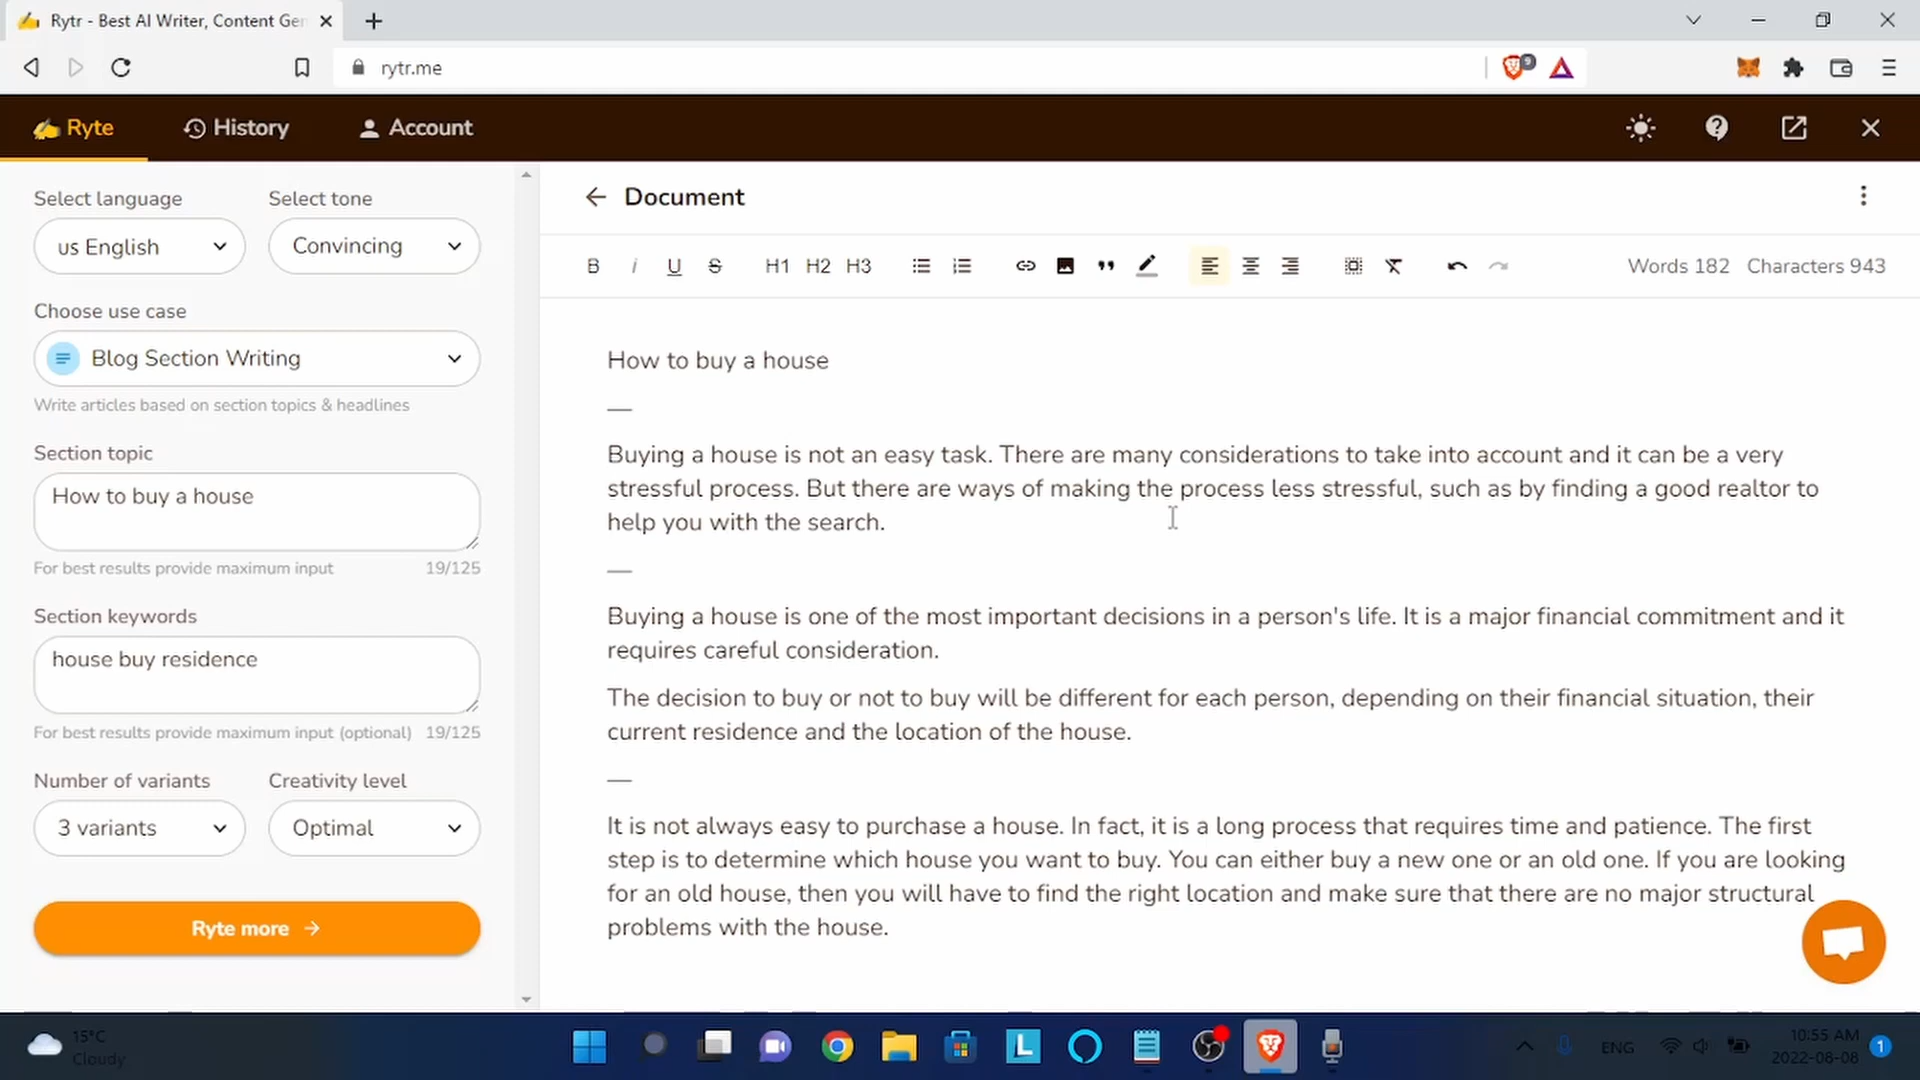 Rytr - Best AI Writer, Content Gen
rytr.me
9
Ryte
History
Account
Select language
Select tone
us English
Convincing
Choose use case
Blog Section Writing
Write articles based on section topics & headlines
Section topic
How to buy a house
For best results provide maximum input
19/125
Section keywords
house buy residence
For best results provide maximum input (optional)
19/125
Number of variants
Creativity level
3 variants
Optimal
Ryte more →
Document
B i U S H1 H2 H3
Words 182 Characters 943
How to buy a house
—
Buying a house is not an easy task. There are many considerations to take into account and it can be a very
stressful process. But there are ways of making the process less stressful, such as by finding a good realtor to
help you with the search.
—
Buying a house is one of the most important decisions in a person's life. It is a major financial commitment and it
requires careful consideration.
The decision to buy or not to buy will be different for each person, depending on their financial situation, their
current residence and the location of the house.
—
It is not always easy to purchase a house. In fact, it is a long process that requires time and patience. The first
step is to determine which house you want to buy. You can either buy a new one or an old one. If you are looking
for an old house, then you will have to find the right location and make sure that there are no major structural
problems with the house.
15°C
Cloudy
L
ENG
10:55 AM
2022-08-08
1